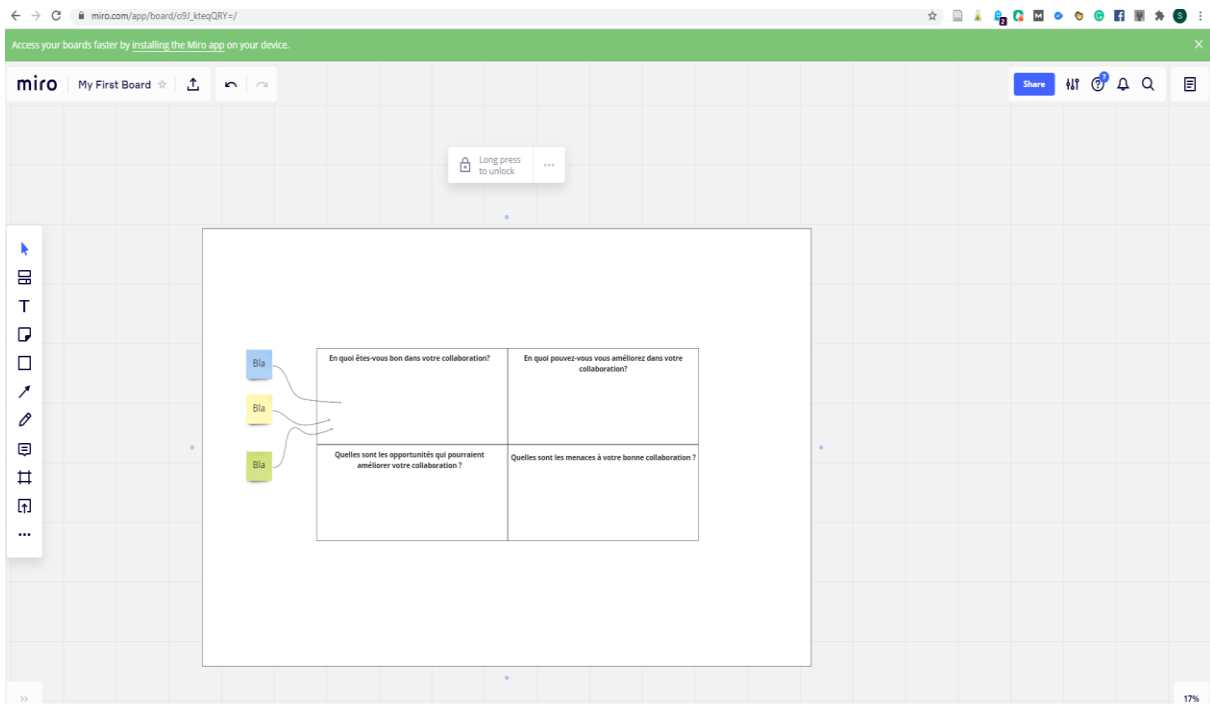 miro.com/app/board/o9J_kteqQRY=/
Access your boards faster by installing the Miro app on your device.
miro
My First Board
Share
7
Long press
to unlock
Bla
Bla
Bla
En quoi êtes-vous bon dans votre collaboration?
En quoi pouvez-vous vous améliorez dans votre
collaboration?
Quelles sont les opportunités qui pourraient
améliorer votre collaboration ?
Quelles sont les menaces à votre bonne collaboration ?
17%